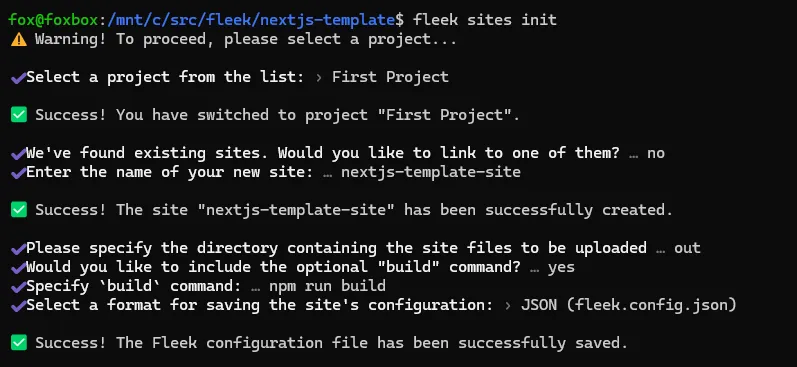 fox@foxbox:/mnt/c/src/fleek/nextjs-template$ fleek sites init
⚠️ Warning! To proceed, please select a project...
✔Select a project from the list: › First Project
✅ Success! You have switched to project "First Project".
✔We've found existing sites. Would you like to link to one of them? … no
✔Enter the name of your new site: … nextjs-template-site
✅ Success! The site "nextjs-template-site" has been successfully created.
✔Please specify the directory containing the site files to be uploaded … out
✔Would you like to include the optional "build" command? … yes
✔Specify `build` command: … npm run build
✔Select a format for saving the site's configuration: › JSON (fleek.config.json)
✅ Success! The Fleek configuration file has been successfully saved.